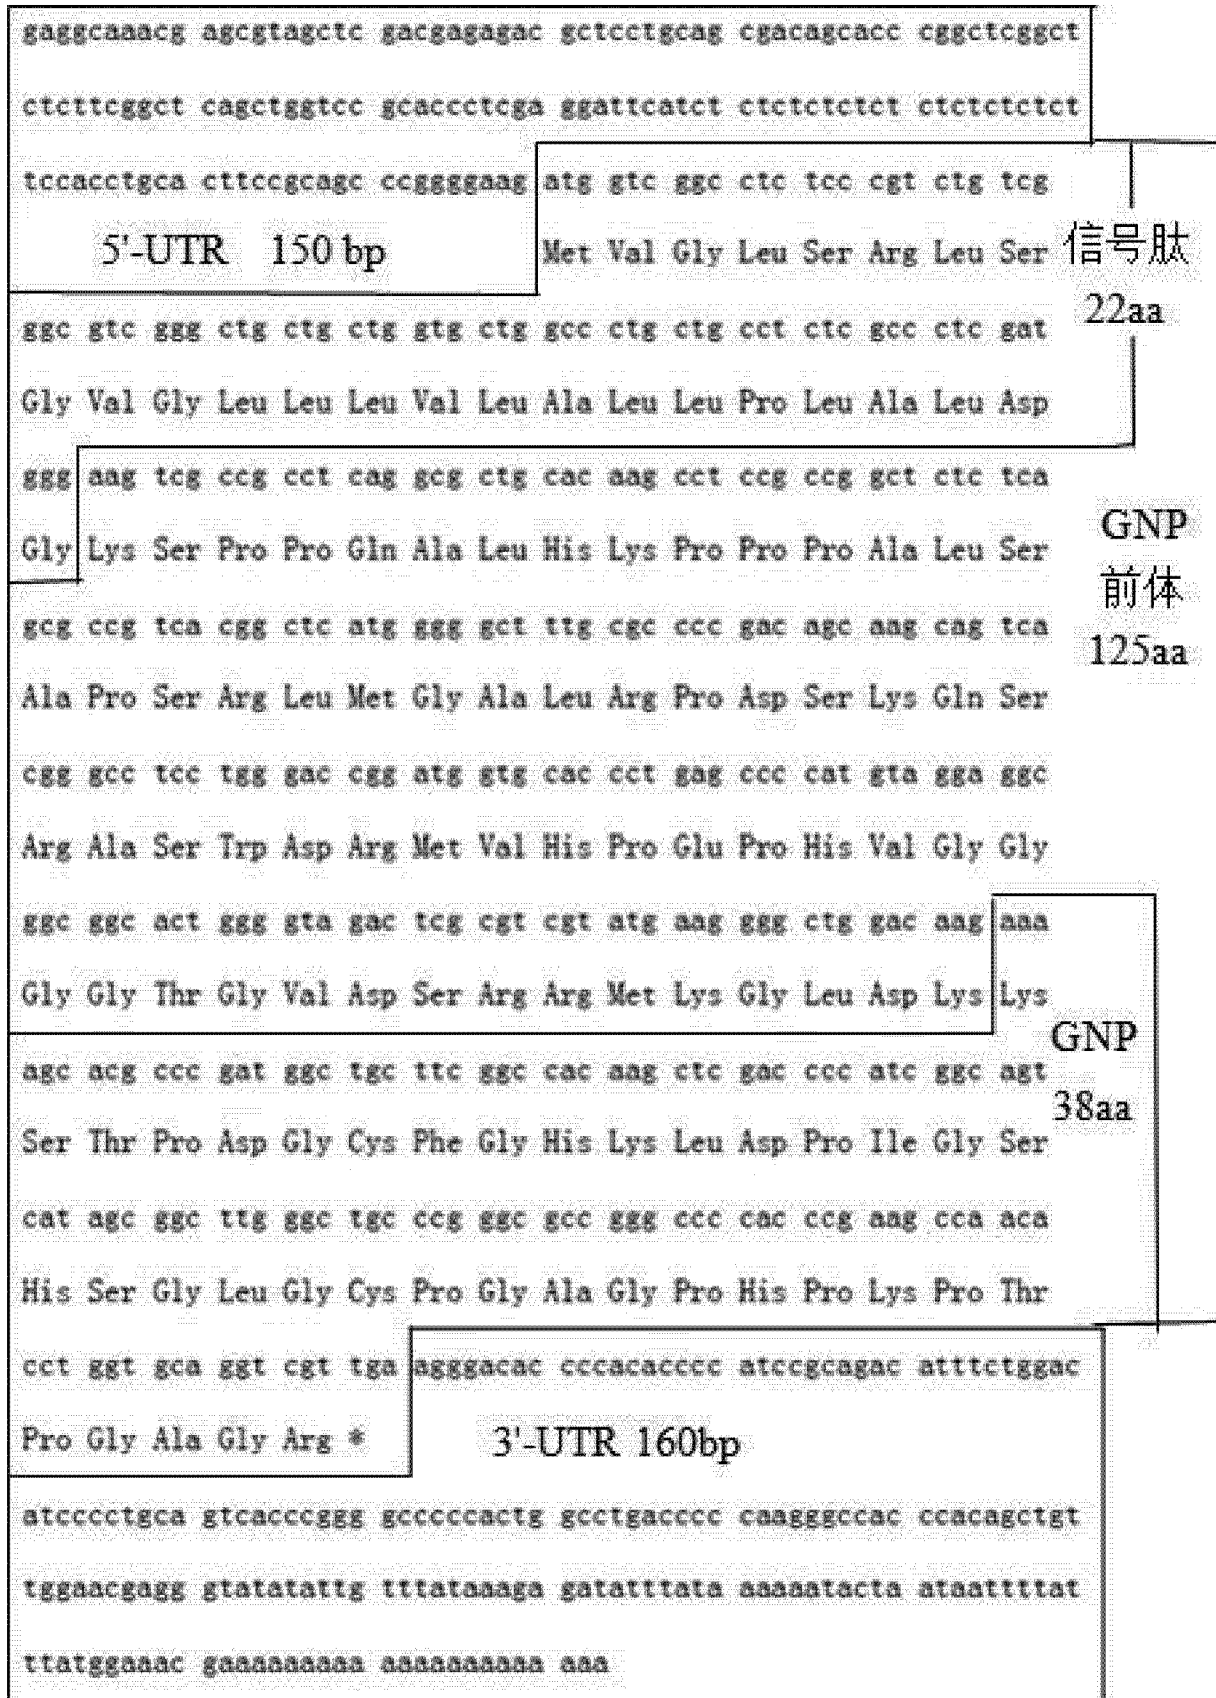 gaggcaaacg agcgtagctc gacgagagac gctcctgcag cgacagcacc cggctcggct
ctcttcggct cagctggtcc gcaccctcga ggattcatct ctctctctct ctctctctct
tccacctgca cttccgcagc ccggggaag atg gtc ggc ctc tcc cgt ctg tcg
5'-UTR 150 bp Met Val Gly Leu Ser Arg Leu Ser 信号肽
22aa
ggc gtc ggg ctg ctg ctg gtg ctg gcc ctg ctg cct ctc gcc ctc gat
Gly Val Gly Leu Leu Leu Val Leu Ala Leu Leu Pro Leu Ala Leu Asp
ggg aag tcg ccg cct cag gcg ctg cac aag cct ccg ccg gct ctc tca
Gly Lys Ser Pro Pro Gln Ala Leu His Lys Pro Pro Pro Ala Leu Ser
GNP
前体
125aa
gcg ccg tca cgg ctc atg ggg gct ttg cgc ccc gac agc aag cag tca
Ala Pro Ser Arg Leu Met Gly Ala Leu Arg Pro Asp Ser Lys Gln Ser
cgg gcc tcc tgg gac cgg atg gtg cac cct gag ccc cat gta gga ggc
Arg Ala Ser Trp Asp Arg Met Val His Pro Glu Pro His Val Gly Gly
ggc ggc act ggg gta gac tcg cgt cgt atg aag ggg ctg gac aag aaa
Gly Gly Thr Gly Val Asp Ser Arg Arg Met Lys Gly Leu Asp Lys Lys
GNP
38aa
agc acg ccc gat ggc tgc ttc ggc cac aag ctc gac ccc atc ggc agt
Ser Thr Pro Asp Gly Cys Phe Gly His Lys Leu Asp Pro Ile Gly Ser
cat agc ggc ttg ggc tgc ccg ggc gcc ggg ccc cac ccg aag cca aca
His Ser Gly Leu Gly Cys Pro Gly Ala Gly Pro His Pro Lys Pro Thr
cct ggt gca ggt cgt tga agggacac cccacacccc atccgcagac atttctggac
Pro Gly Ala Gly Arg * 3'-UTR 160bp
atcccctgca gtcacccggg gcccccactg gcctgacccc caagggccac ccacagctgt
tggaacgagg gtatatattg tttataaaga gatatttata aaaaatacta ataattttat
ttatggaaac gaaaaaaaaa aaaaaaaaaa aaa